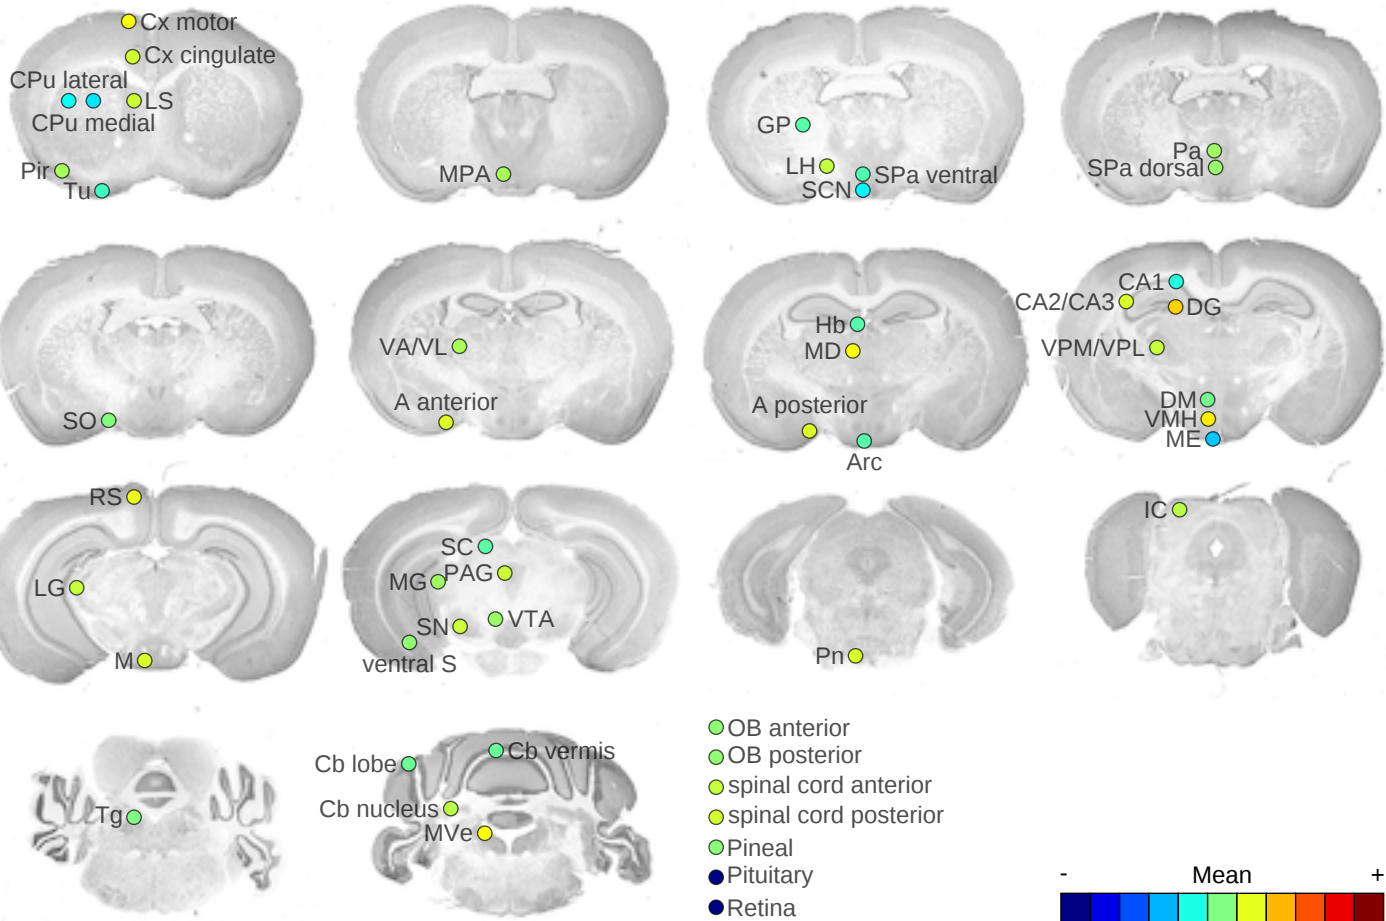 Cx motor
Cx cingulate
CPu lateral
LS
CPu medial
Pir
Tu
MPA
GP
LH
SPa ventral
SCN
Pa
SPa dorsal
SO
VA/VL
A anterior
Hb
MD
A posterior
Arc
CA1
CA2/CA3
DG
VPM/VPL
DM
VMH
ME
RS
LG
M
SC
PAG
MG
VTA
SN
ventral S
Pn
IC
Tg
Cb vermis
Cb lobe
Cb nucleus
MVe
OB anterior
OB posterior
spinal cord anterior
spinal cord posterior
Pineal
Pituitary
Retina
- Mean +